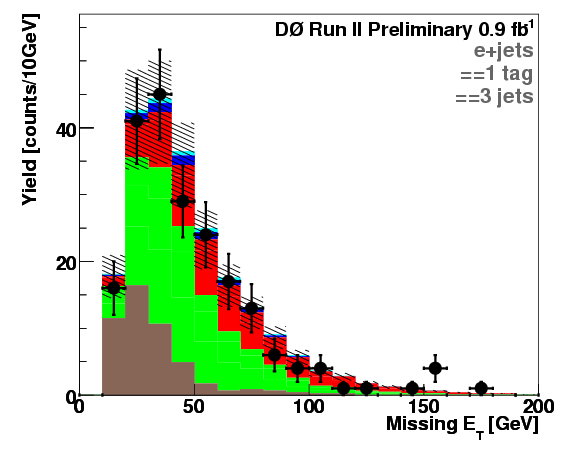 DØ Run II Preliminary 0.9 fb-1
e+jets
==1 tag
==3 jets
Yield [counts/10GeV]
40
20
0
0 50 100 150 200
Missing ET [GeV]